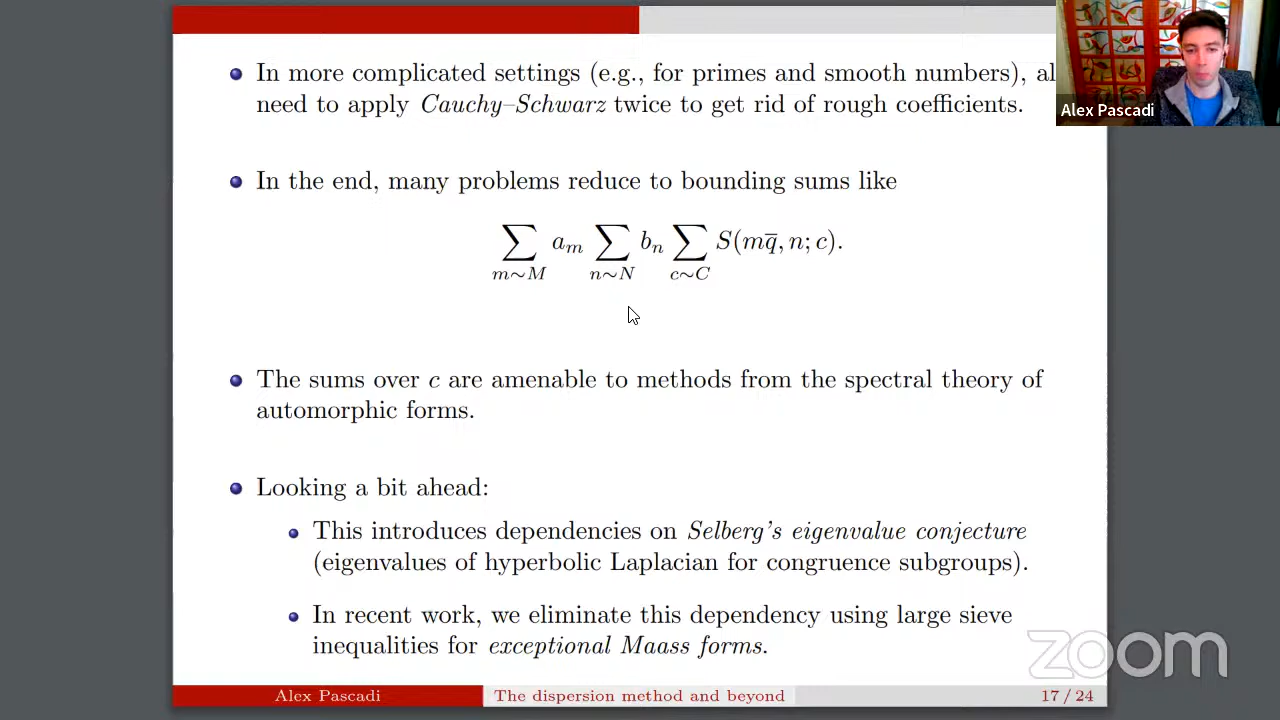 In more complicated settings (e.g., for primes and smooth numbers), al
need to apply Cauchy–Schwarz twice to get rid of rough coefficients.
Alex Pascadi
In the end, many problems reduce to bounding sums like
∑_{m∼M} a_m ∑_{n∼N} b_n ∑_{c∼C} S(m\overline{q}, n; c).
The sums over c are amenable to methods from the spectral theory of
automorphic forms.
Looking a bit ahead:
This introduces dependencies on Selberg's eigenvalue conjecture
(eigenvalues of hyperbolic Laplacian for congruence subgroups).
In recent work, we eliminate this dependency using large sieve
inequalities for exceptional Maass forms.
zoom
Alex Pascadi The dispersion method and beyond 17 / 24